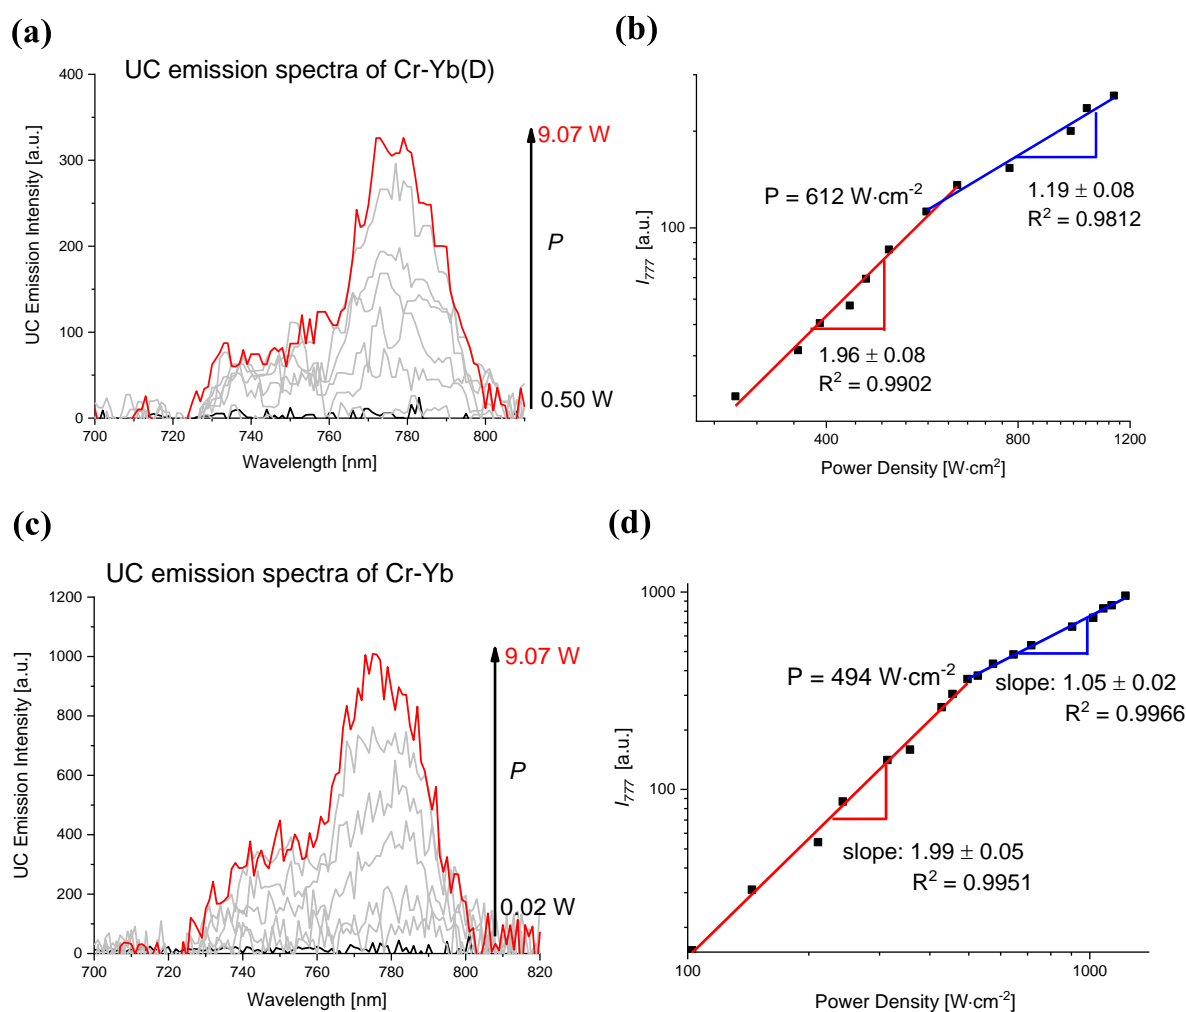 (a)
UC emission spectra of Cr-Yb(D)
UC Emission Intensity [a.u.]
400
300
200
100
0
700 720 740 760 780 800
Wavelength [nm]
9.07 W
P
0.50 W
(b)
I777 [a.u.]
100
P = 612 W·cm-2
1.19 ± 0.08
R2 = 0.9812
1.96 ± 0.08
R2 = 0.9902
400 800 1200
Power Density [W·cm2]
(c)
UC emission spectra of Cr-Yb
UC Emission Intensity [a.u.]
1200
1000
800
600
400
200
0
700 720 740 760 780 800 820
Wavelength [nm]
9.07 W
P
0.02 W
(d)
I777 [a.u.]
1000
100
P = 494 W·cm-2
slope: 1.05 ± 0.02
R2 = 0.9966
slope: 1.99 ± 0.05
R2 = 0.9951
100 1000
Power Density [W·cm-2]